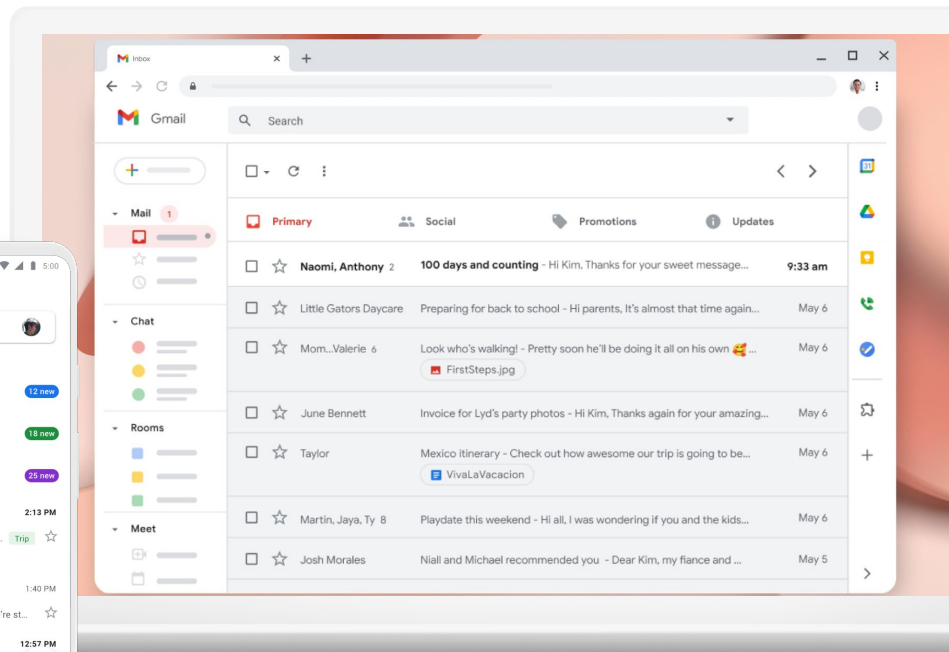 Inbox
Gmail
Search
31
Mail 1
Primary
Social
Promotions
Updates
Naomi, Anthony 2 100 days and counting - Hi Kim, Thanks for your sweet message... 9:33 am
Little Gators Daycare Preparing for back to school - Hi parents, It's almost that time again... May 6
Mom...Valerie 6 Look who's walking! - Pretty soon he'll be doing it all on his own 🥰 ... May 6
FirstSteps.jpg
June Bennett Invoice for Lyd's party photos - Hi Kim, Thanks again for your amazing... May 6
Taylor Mexico itinerary - Check out how awesome our trip is going to be... May 6
VivaLaVacacion
Martin, Jaya, Ty 8 Playdate this weekend - Hi all, I was wondering if you and the kids... May 6
Josh Morales Niall and Michael recommended you - Dear Kim, my fiance and ... May 5
Chat
Rooms
Meet
5:00
12 new
18 new
25 new
2:13 PM
Trip
1:40 PM
're st...
12:57 PM